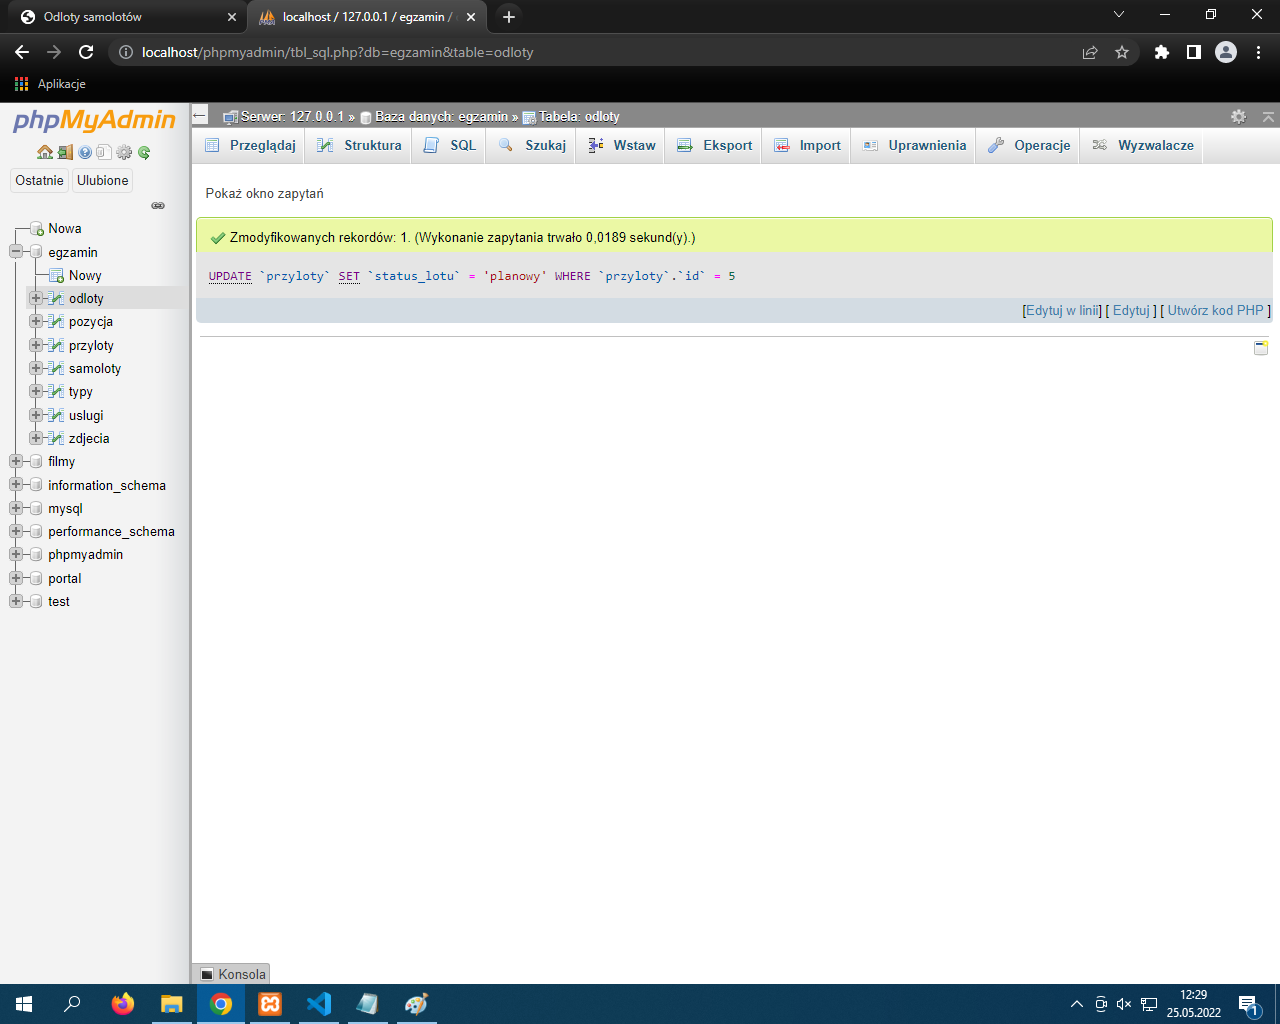 Odloty samolotów
localhost / 127.0.0.1 / egzamin /
localhost/phpmyadmin/tbl_sql.php?db=egzamin&table=odloty
Aplikacje
phpMyAdmin
Ostatnie
Ulubione
Nowa
egzamin
Nowy
odloty
pozycja
przyloty
samoloty
typy
uslugi
zdjecia
filmy
information_schema
mysql
performance_schema
phpmyadmin
portal
test
Serwer: 127.0.0.1 » Baza danych: egzamin » Tabela: odloty
Przeglądaj Struktura SQL Szukaj Wstaw Eksport Import Uprawnienia Operacje Wyzwalacze
Pokaż okno zapytań
Zmodyfikowanych rekordów: 1. (Wykonanie zapytania trwało 0,0189 sekund(y).)
UPDATE `przyloty` SET `status_lotu` = 'planowy' WHERE `przyloty`.`id` = 5
[Edytuj w linii] [ Edytuj ] [ Utwórz kod PHP ]
Konsola
12:29
25.05.2022
1